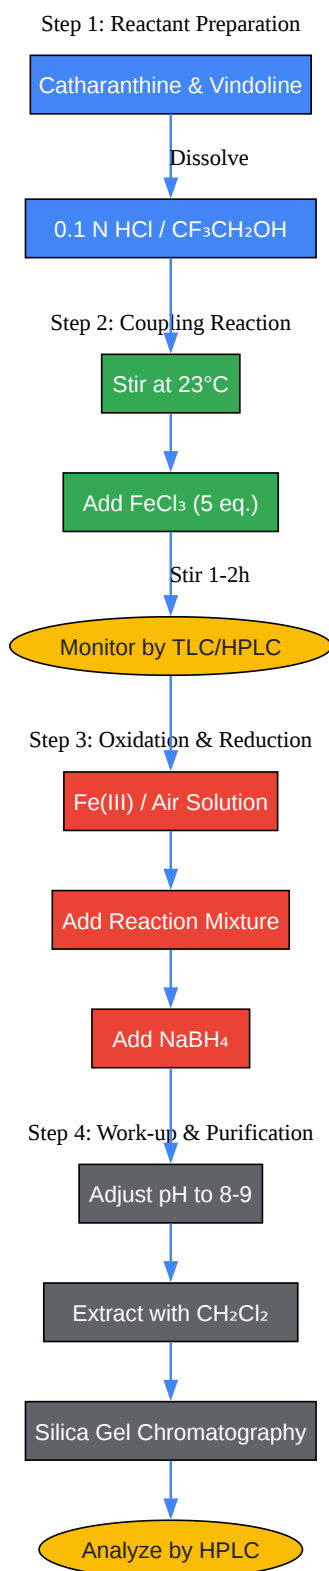 Step 1: Reactant Preparation
Catharanthine & Vindoline
Dissolve
0.1 N HCl / CF₃CH₂OH
Step 2: Coupling Reaction
Stir at 23°C
Add FeCl₃ (5 eq.)
Stir 1-2h
Monitor by TLC/HPLC
Step 3: Oxidation & Reduction
Fe(III) / Air Solution
Add Reaction Mixture
Add NaBH₄
Step 4: Work-up & Purification
Adjust pH to 8-9
Extract with CH₂Cl₂
Silica Gel Chromatography
Analyze by HPLC